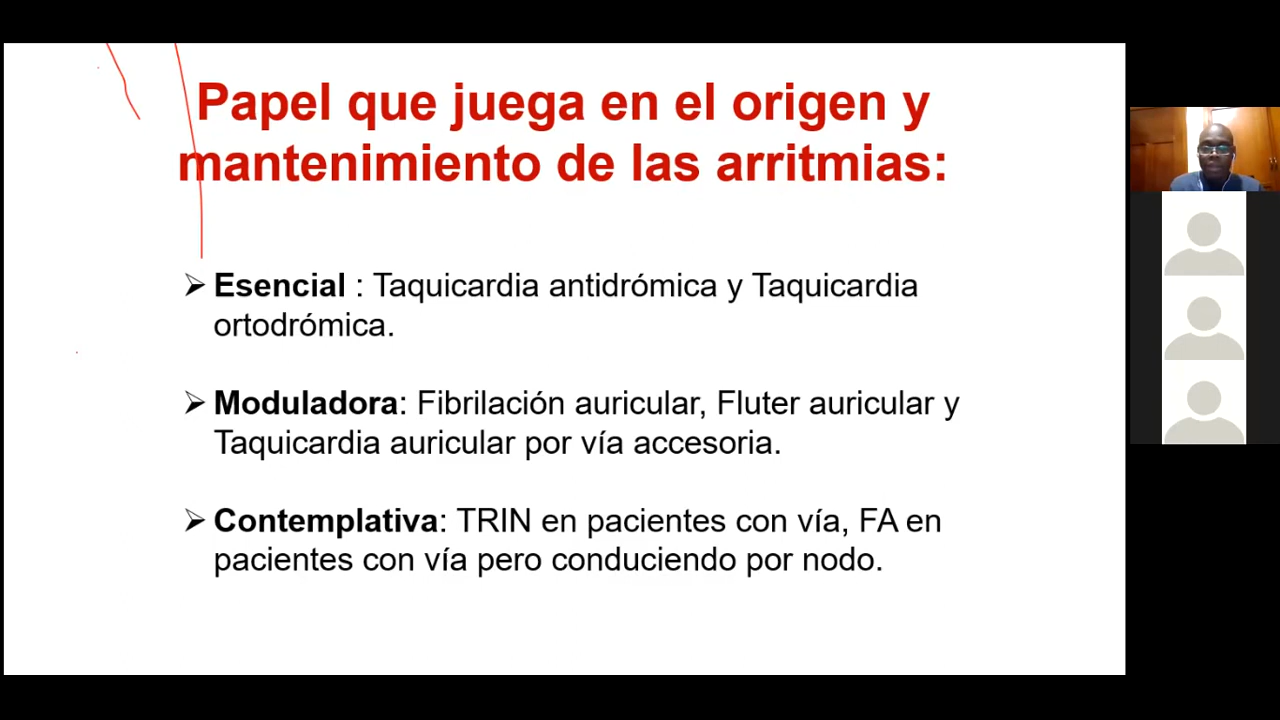 Papel que juega en el origen y
mantenimiento de las arritmias:
➢ Esencial : Taquicardia antidrómica y Taquicardia
ortodrómica.
➢ Moduladora: Fibrilación auricular, Fluter auricular y
Taquicardia auricular por vía accesoria.
➢ Contemplativa: TRIN en pacientes con vía, FA en
pacientes con vía pero conduciendo por nodo.